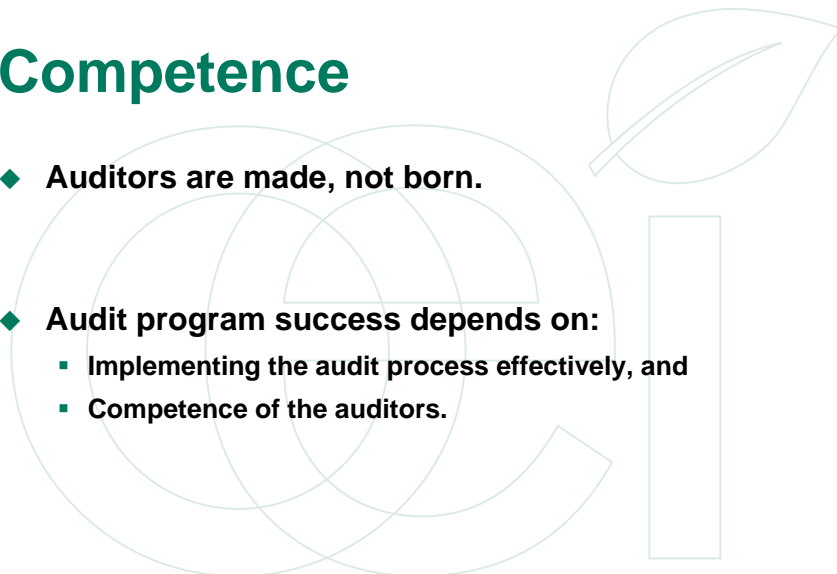 Competence
◆ Auditors are made, not born.
◆ Audit program success depends on:
▪ Implementing the audit process effectively, and
▪ Competence of the auditors.